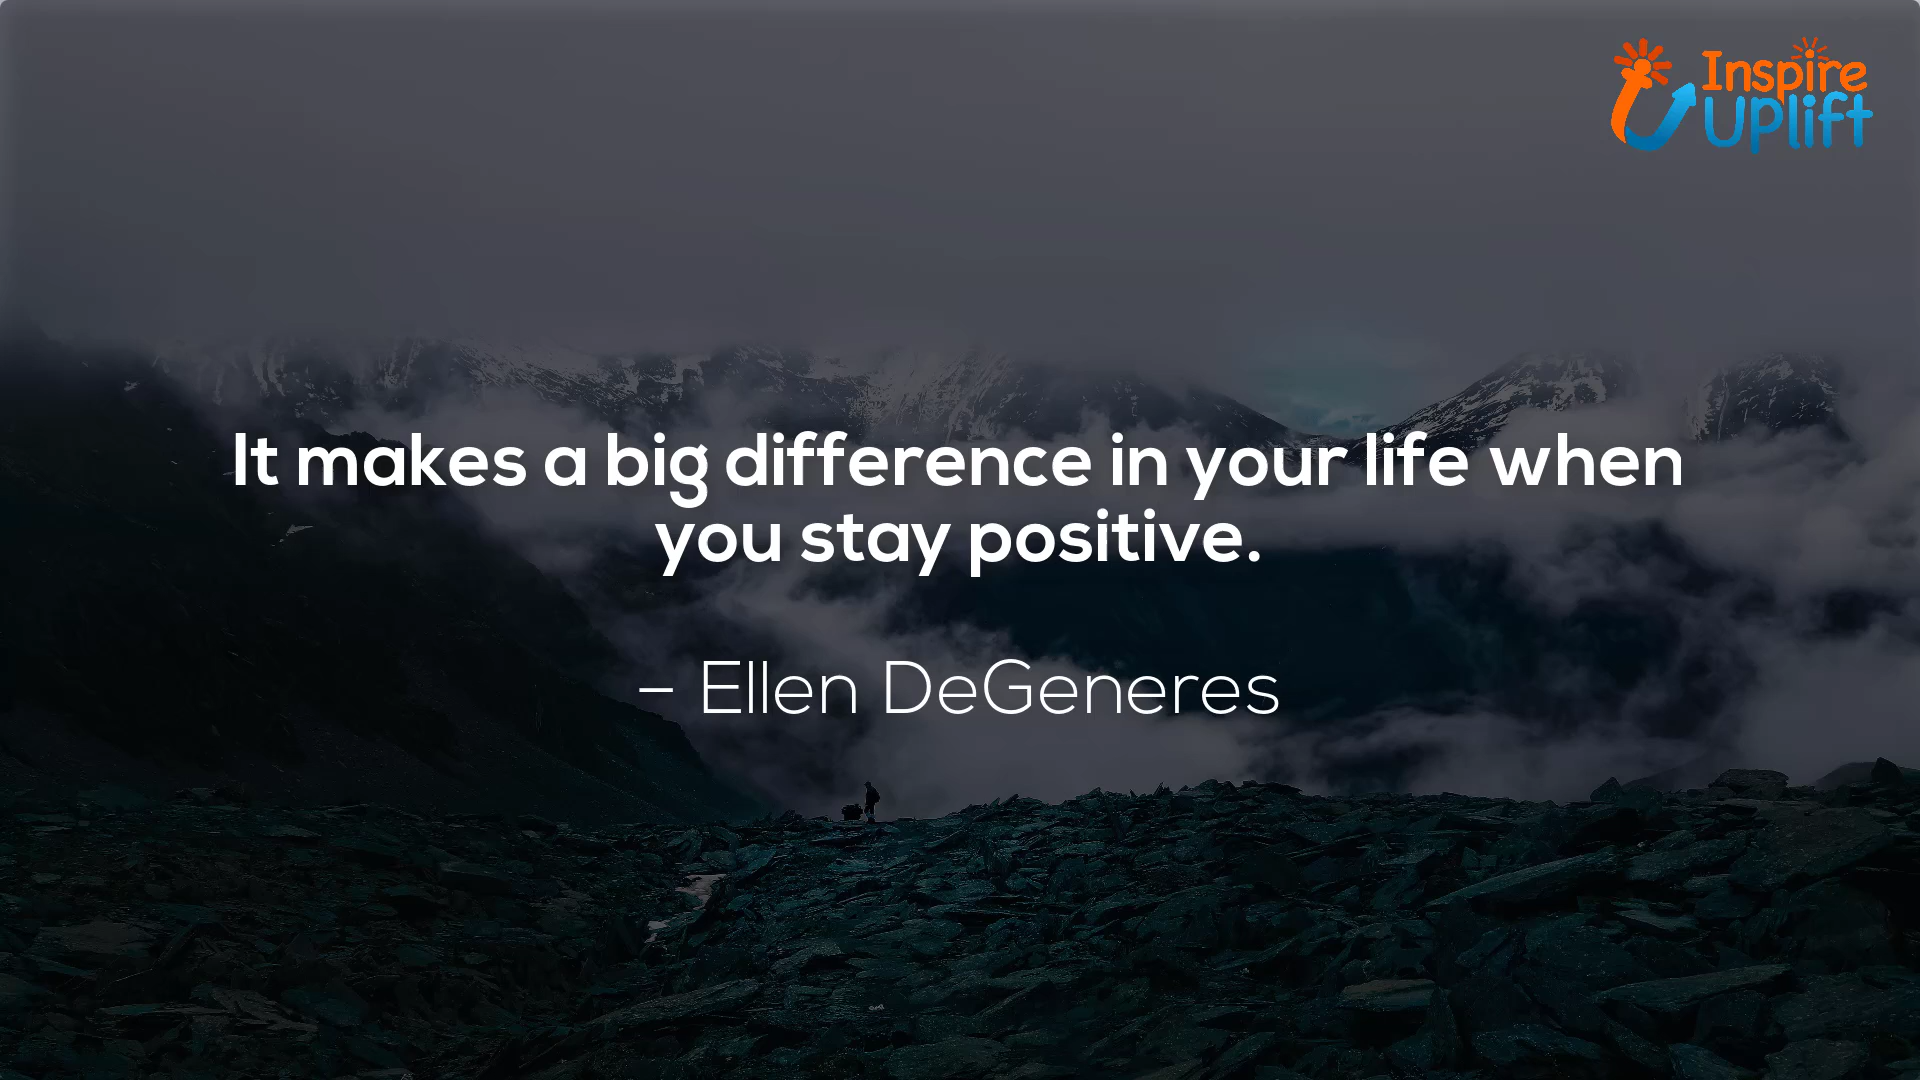 Inspire
Uplift
It makes a big difference in your life when
you stay positive.
– Ellen DeGeneres